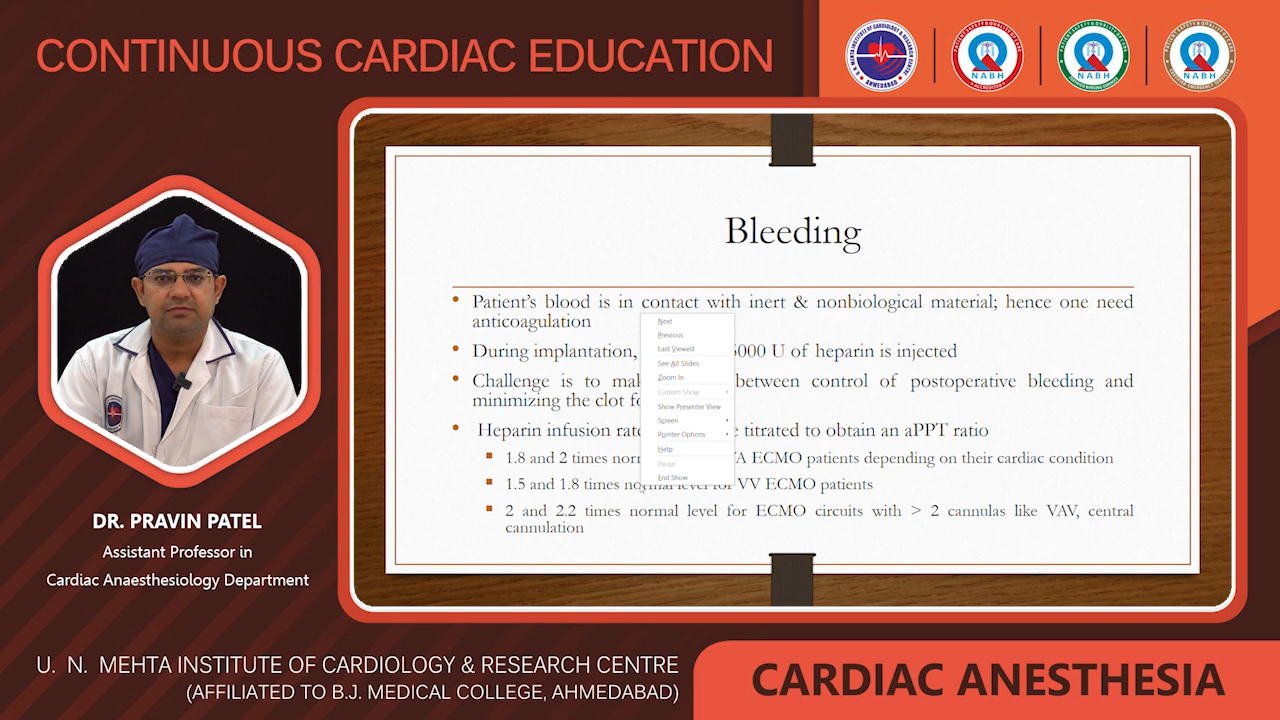 CONTINUOUS CARDIAC EDUCATION
NABH
NABH
NABH
AHMEDABAD
Bleeding
• Patient's blood is in contact with inert & nonbiological material; hence one need
anticoagulation
• During implantation, 5000 U of heparin is injected
• Challenge is to between control of postoperative bleeding and
minimizing the clot
• Heparin infusion titrated to obtain an aPPT ratio
1.8 and 2 times ECMO patients depending on their cardiac condition
1.5 and 1.8 times normal level for VV ECMO patients
2 and 2.2 times normal level for ECMO circuits with > 2 cannulas like VAV, central
cannulation
Next
Previous
Last Viewed
See All Slides
Zoom In
Custom Show
Show Presenter View
Screen
Pointer Options
Help
Pause
End Show
DR. PRAVIN PATEL
Assistant Professor in
Cardiac Anaesthesiology Department
U. N. MEHTA INSTITUTE OF CARDIOLOGY & RESEARCH CENTRE
(AFFILIATED TO B.J. MEDICAL COLLEGE, AHMEDABAD)
CARDIAC ANESTHESIA